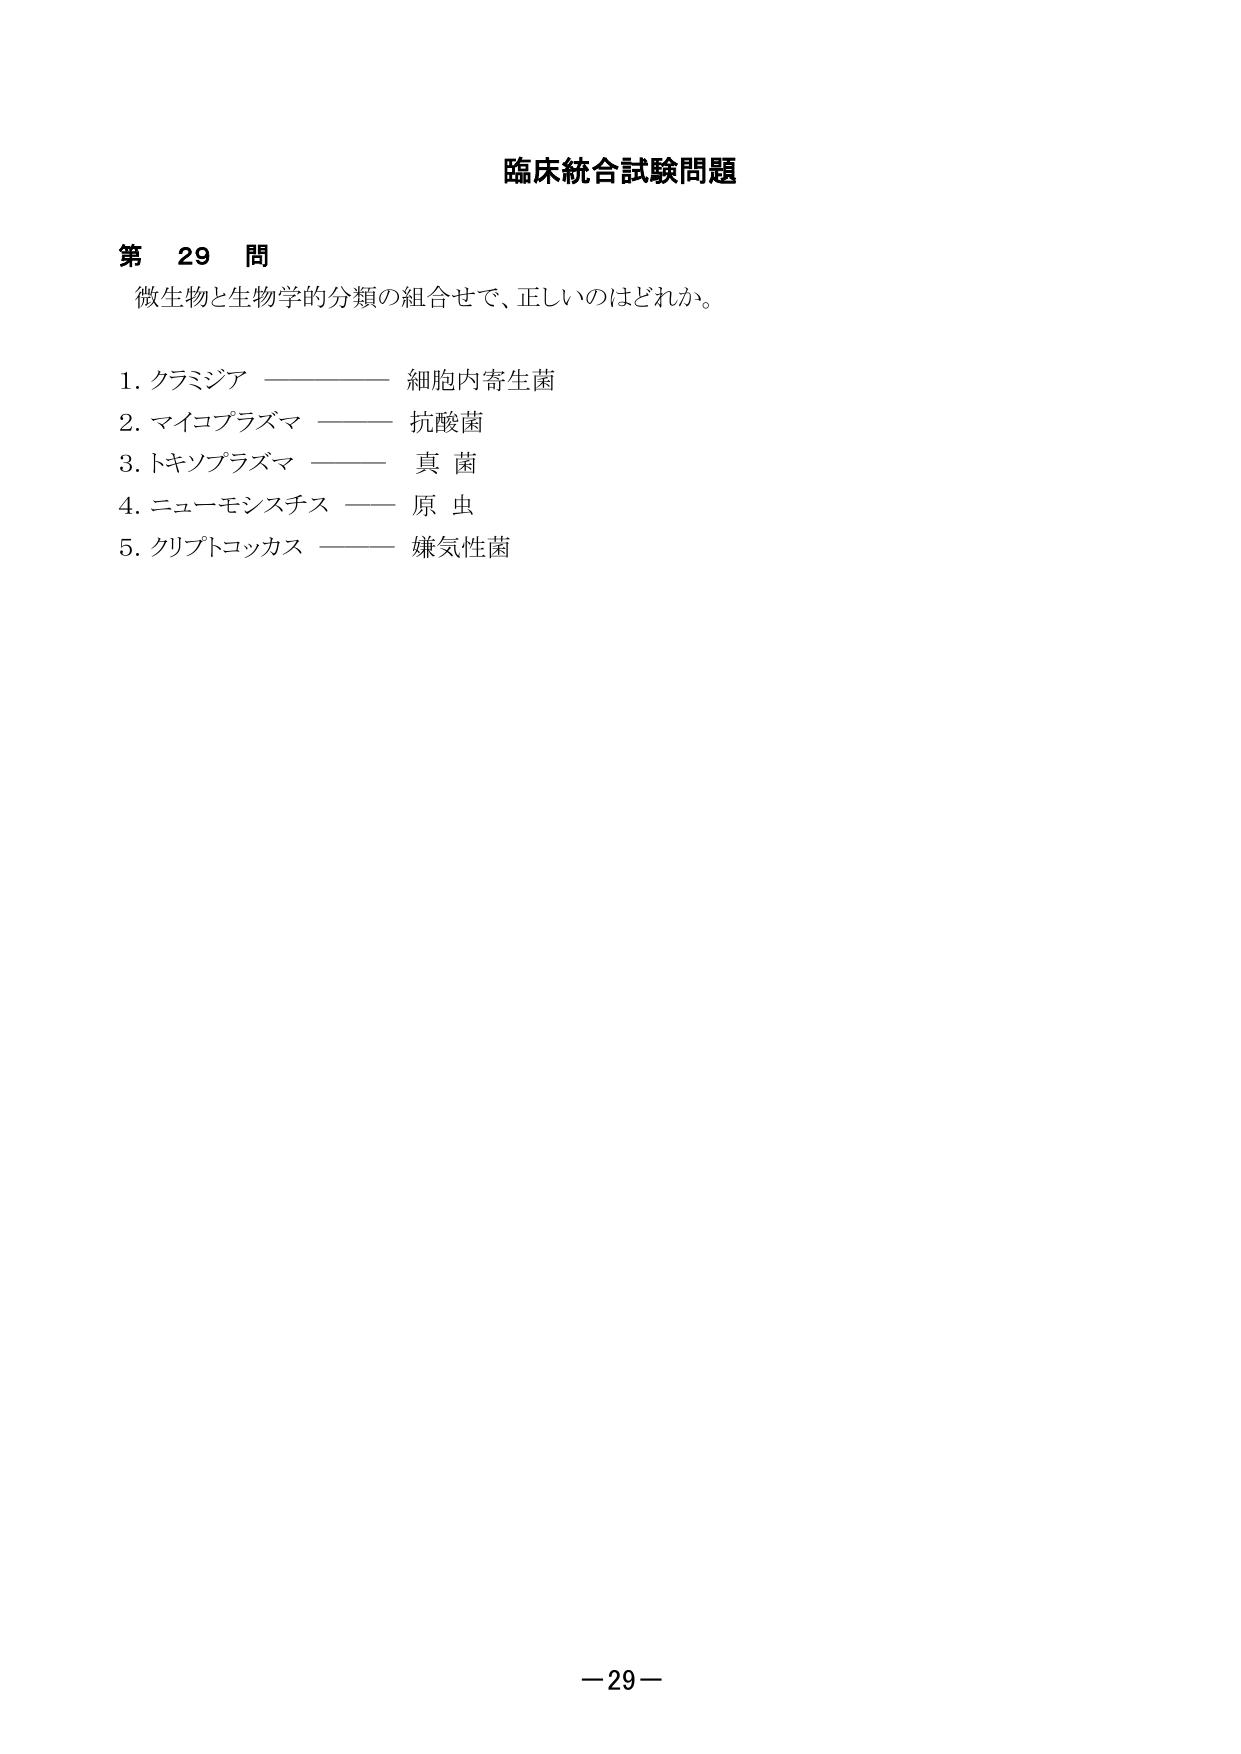 臨床統合試験問題
第 29 問
微生物と生物学的分類の組合せで、正しいのはどれか。
1. クラミジア ――――― 細胞内寄生菌
2. マイコプラズマ ――― 抗酸菌
3. トキソプラズマ ――― 真 菌
4. ニューモシスチス ―― 原 虫
5. クリプトコッカス ――― 嫌気性菌
－29－